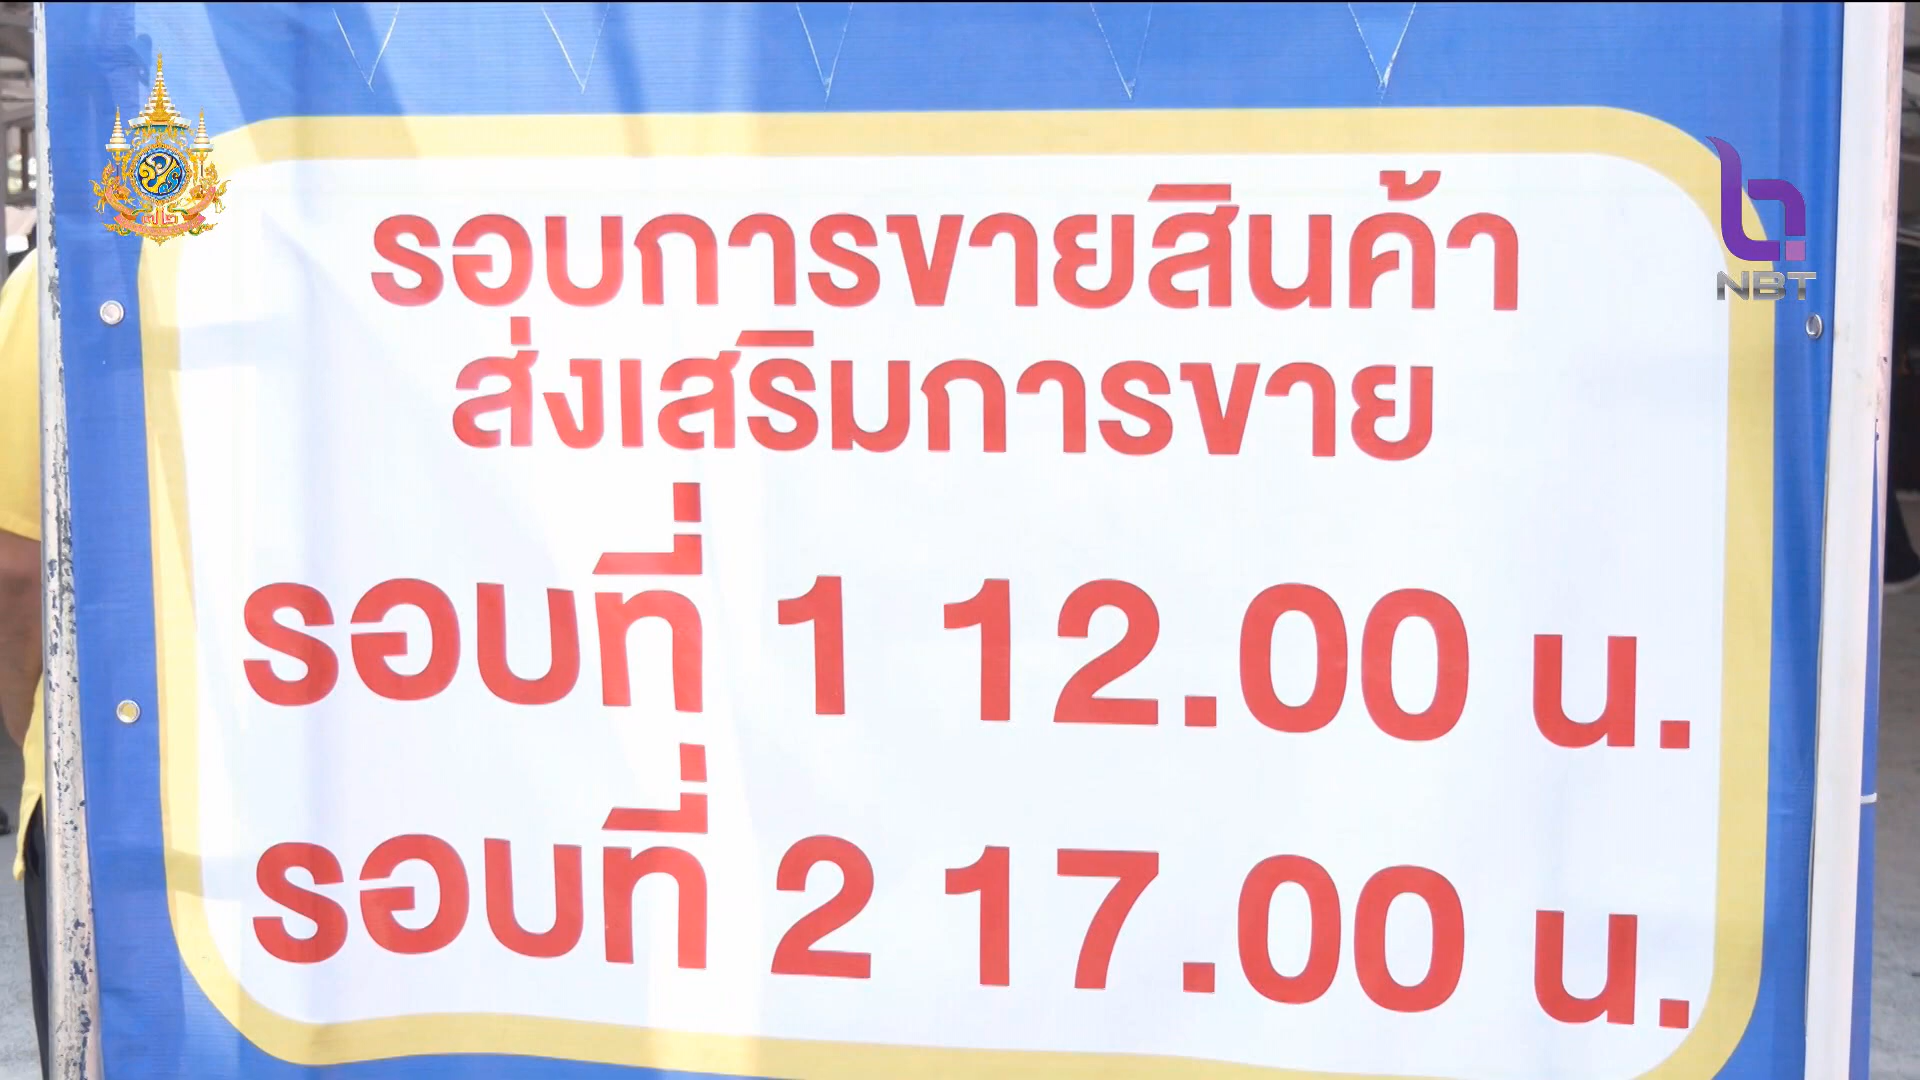 รอบการขายสินค้า
ส่งเสริมการขาย
รอบที่ 1 12.00 น.
รอบที่ 2 17.00 น.
NBT